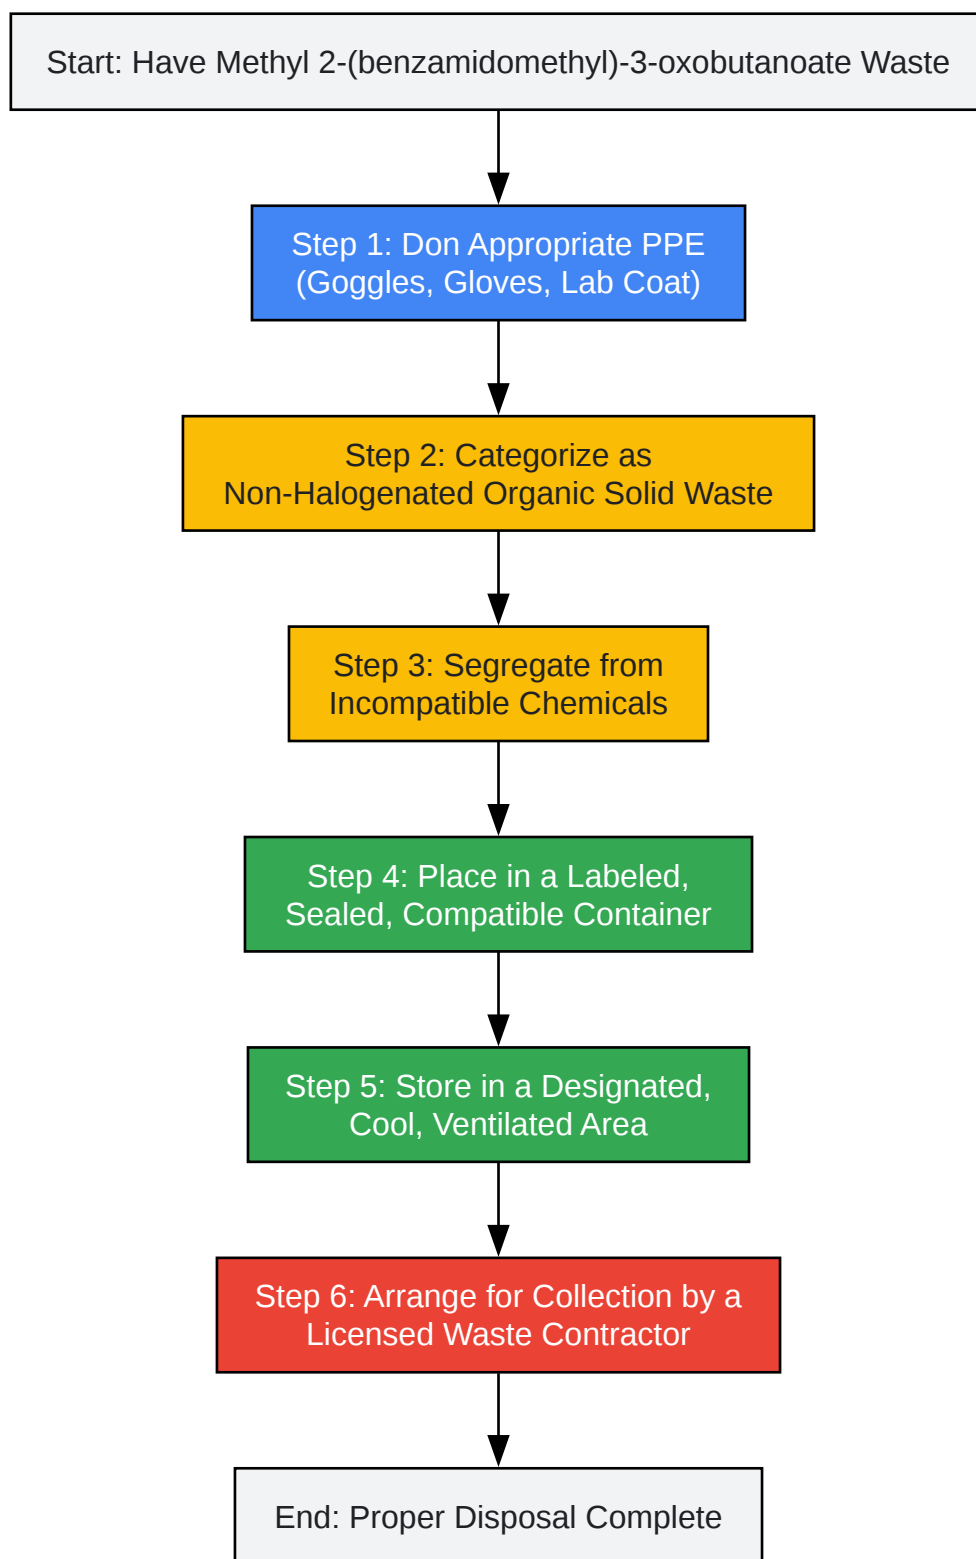 Start: Have Methyl 2-(benzamidomethyl)-3-oxobutanoate Waste
Step 1: Don Appropriate PPE
(Goggles, Gloves, Lab Coat)
Step 2: Categorize as
Non-Halogenated Organic Solid Waste
Step 3: Segregate from
Incompatible Chemicals
Step 4: Place in a Labeled,
Sealed, Compatible Container
Step 5: Store in a Designated,
Cool, Ventilated Area
Step 6: Arrange for Collection by a
Licensed Waste Contractor
End: Proper Disposal Complete